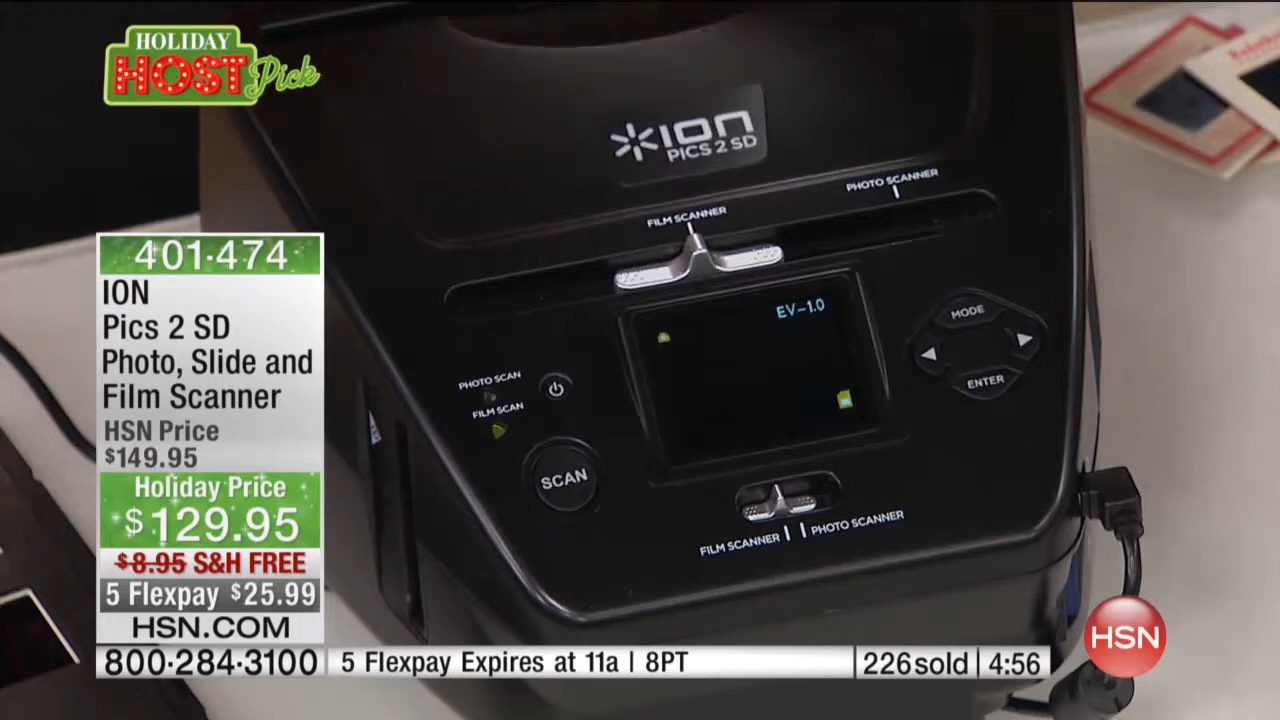 HOLIDAY
HOST
Pick
ION
PICS 2 SD
PHOTO SCANNER
FILM SCANNER
EV-1.0
MODE
ENTER
PHOTO SCAN
FILM SCAN
SCAN
FILM SCANNER
PHOTO SCANNER
401·474
ION
Pics 2 SD
Photo, Slide and
Film Scanner
HSN Price
$149.95
Holiday Price
$129.95
$8.95 S&H FREE
5 Flexpay $25.99
HSN.COM
800·284·3100
5 Flexpay Expires at 11a | 8PT
226sold | 4:56
HSN